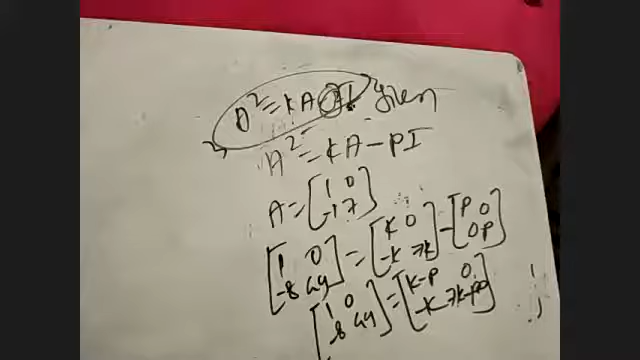 A² = KA I! given
A² = KA - PI
A = [1 0
-1 7]
[1 0 = [K 0 - [P 0
-8 49] -K 7K] 0 P]
[1 0 = [K-P 0
-8 49] -K 7K-P]